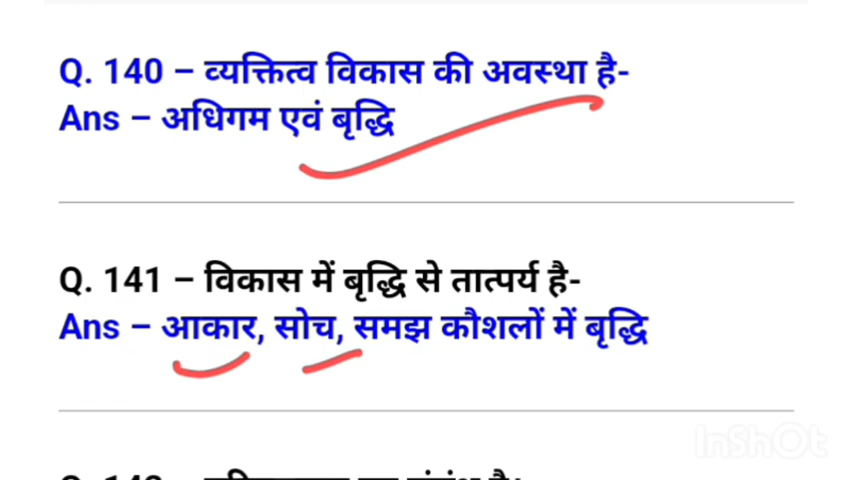 Q. 140 – व्यक्तित्व विकास की अवस्था है-
Ans – अधिगम एवं बृद्धि
Q. 141 – विकास में बृद्धि से तात्पर्य है-
Ans – आकार, सोच, समझ कौशलों में बृद्धि
InShOt